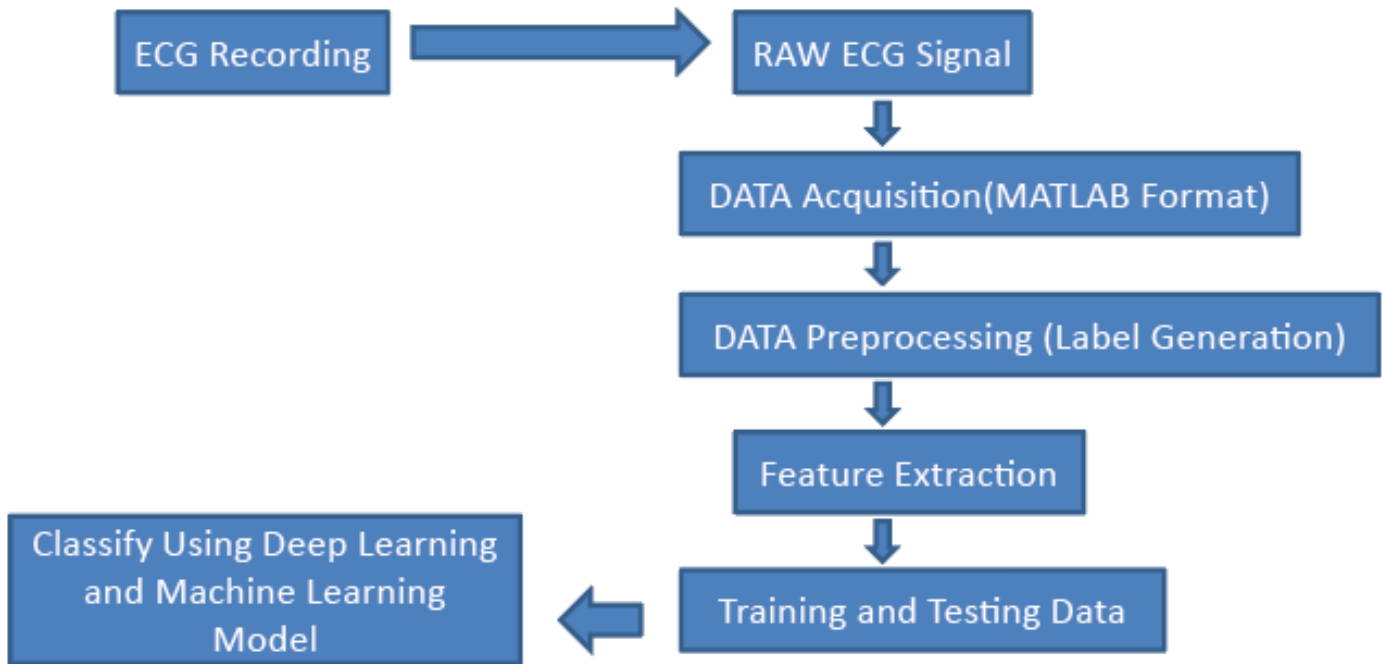 ECG Recording
RAW ECG Signal
DATA Acquisition(MATLAB Format)
DATA Preprocessing (Label Generation)
Feature Extraction
Training and Testing Data
Classify Using Deep Learning
and Machine Learning
Model